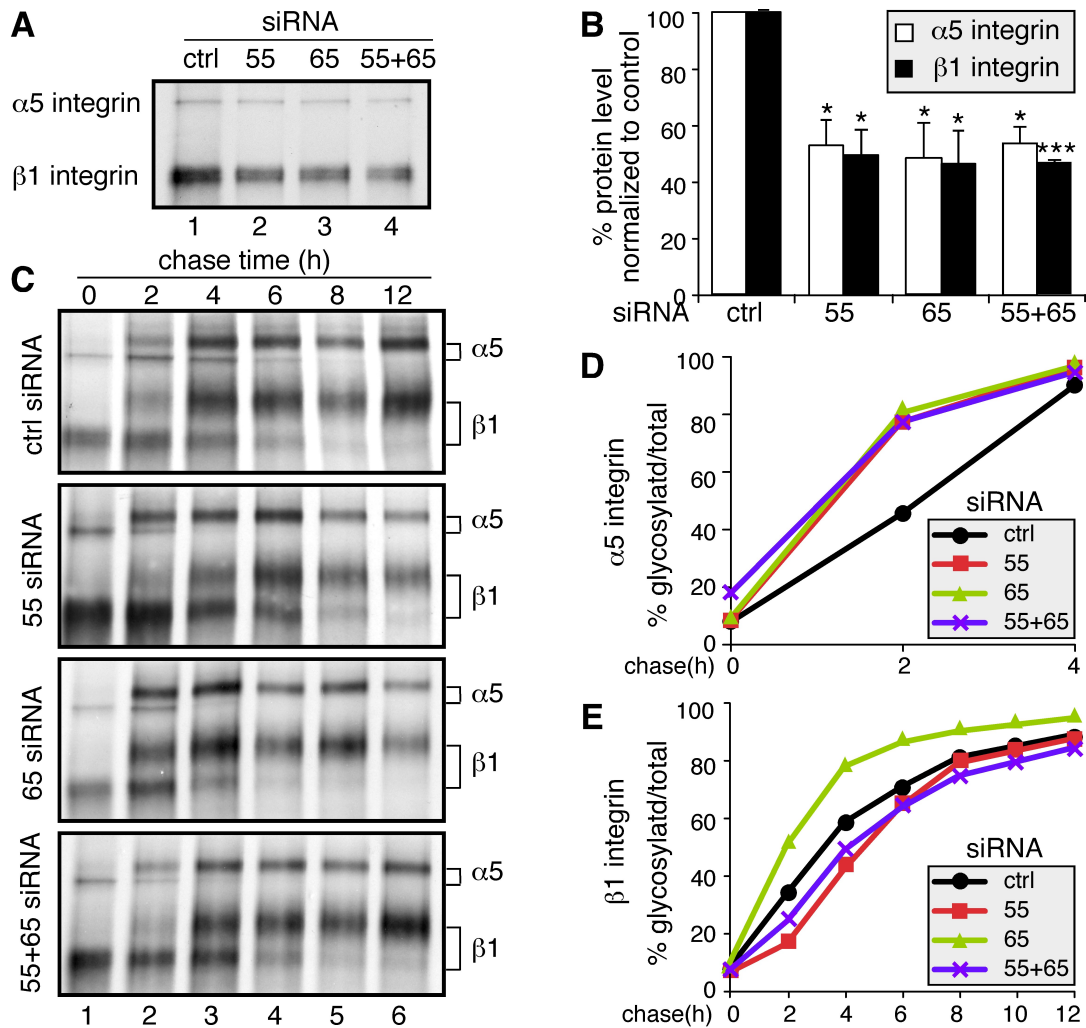 A
siRNA
ctrl 55 65 55+65
α5 integrin
β1 integrin
1 2 3 4
B
% protein level
normalized to control
100
80
60
40
20
0
α5 integrin
β1 integrin
* * * * * ***
siRNA ctrl 55 65 55+65
C
chase time (h)
0 2 4 6 8 12
ctrl siRNA
α5
β1
55 siRNA
α5
β1
65 siRNA
α5
β1
55+65 siRNA
α5
β1
1 2 3 4 5 6
D
α5 integrin
% glycosylatd/total
100
80
60
40
20
0
siRNA
ctrl
55
65
55+65
chase(h) 0 2 4
E
β1 integrin
% glycosylatd/total
100
80
60
40
20
0
siRNA
ctrl
55
65
55+65
chase(h) 0 2 4 6 8 10 12